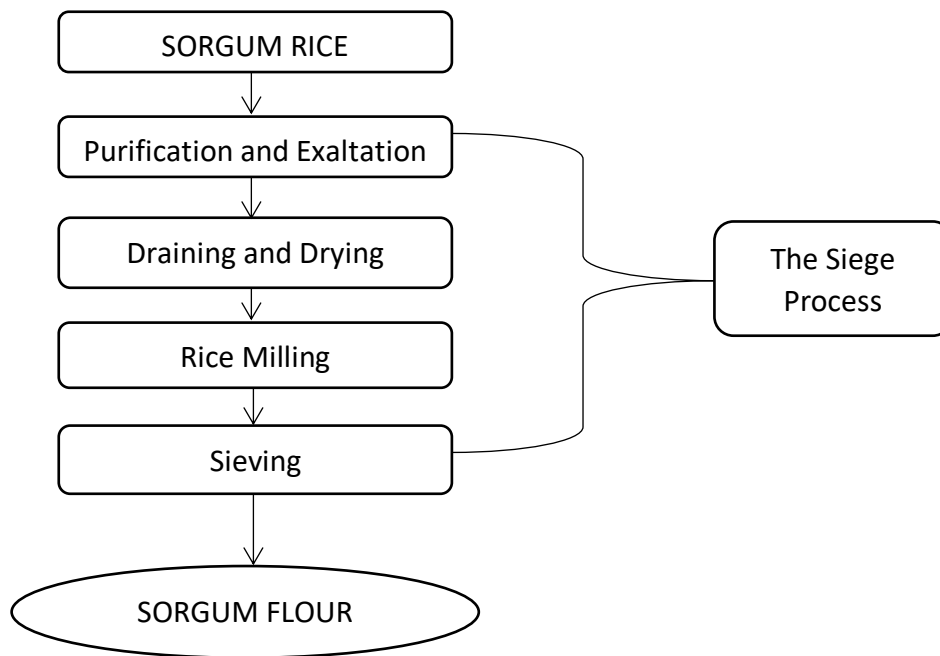 SORGUM RICE
Purification and Exaltation
Draining and Drying
Rice Milling
Sieving
SORGUM FLOUR
The Siege
Process